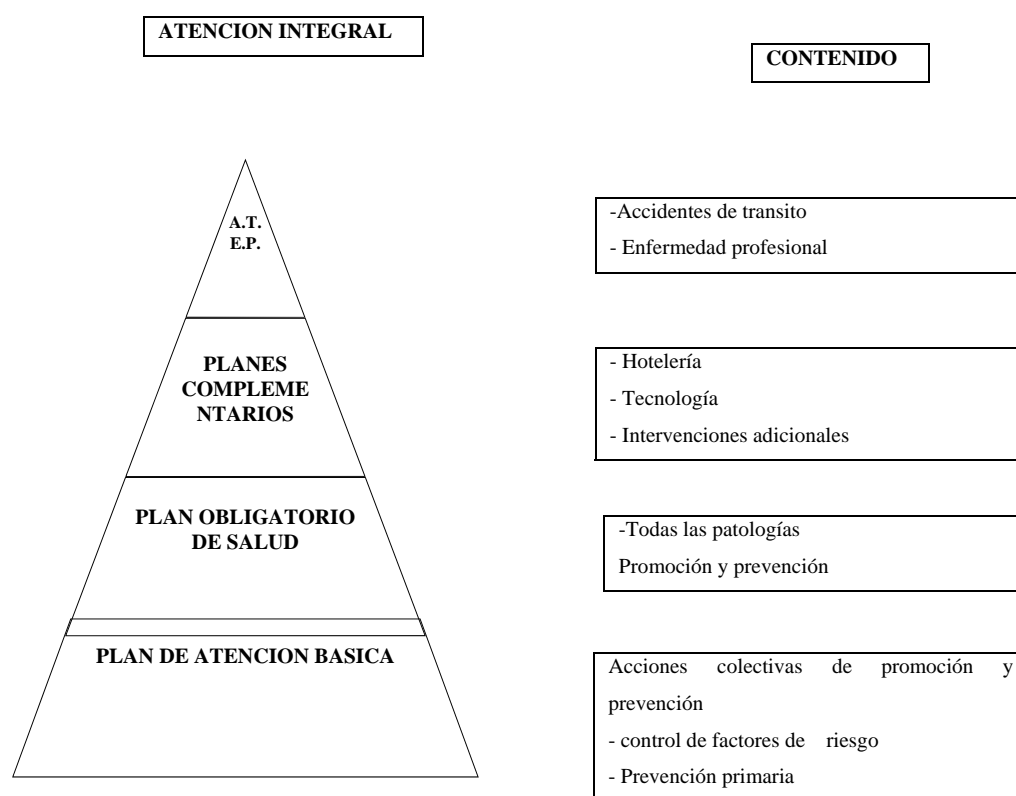 ATENCION INTEGRAL
CONTENIDO
A.T.
E.P.
-Accidentes de transito
- Enfermedad profesional
PLANES
COMPLEME
NTARIOS
- Hotelería
- Tecnología
- Intervenciones adicionales
PLAN OBLIGATORIO
DE SALUD
-Todas las patologías
Promoción y prevención
PLAN DE ATENCION BASICA
Acciones colectivas de promoción y
prevención
- control de factores de riesgo
- Prevención primaria